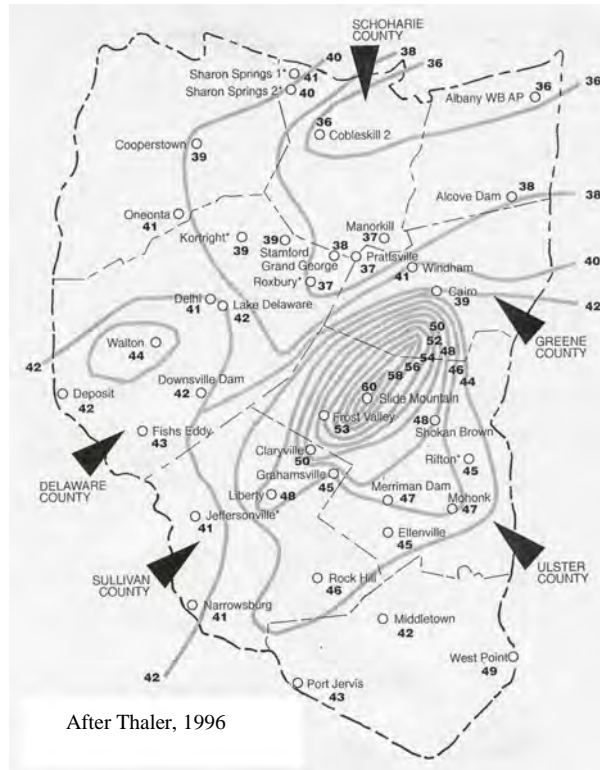 SCHOHARIE
COUNTY
40
38
36
Sharon Springs 1*
41
Sharon Springs 2*
40
36
Albany WB AP
36
36
Cobleskill 2
Cooperstown
39
Alcove Dam
38
38
Oneonta
41
Kortright*
39
39
Stamford
Manorkill
37
38
Grand George
Prattsville
37
Roxbury*
37
Windham
41
40
Cairo
39
42
Delhi
41
Lake Delaware
42
GREENE
COUNTY
50
52
54
48
56
46
58
44
Walton
44
42
60
Slide Mountain
Deposit
42
Downsville Dam
42
Frost Valley
53
48
Shokan Brown*
Fishs Eddy
43
Claryville
50
Grahamsville
45
Rifton*
45
DELAWARE
COUNTY
Liberty
48
Merriman Dam
47
Mohonk
47
Jeffersonville*
41
Ellenville
45
SULLIVAN
COUNTY
ULSTER
COUNTY
Rock Hill
46
Narrowsburg
41
Middletown
42
42
West Point
49
Port Jervis
43
After Thaler, 1996